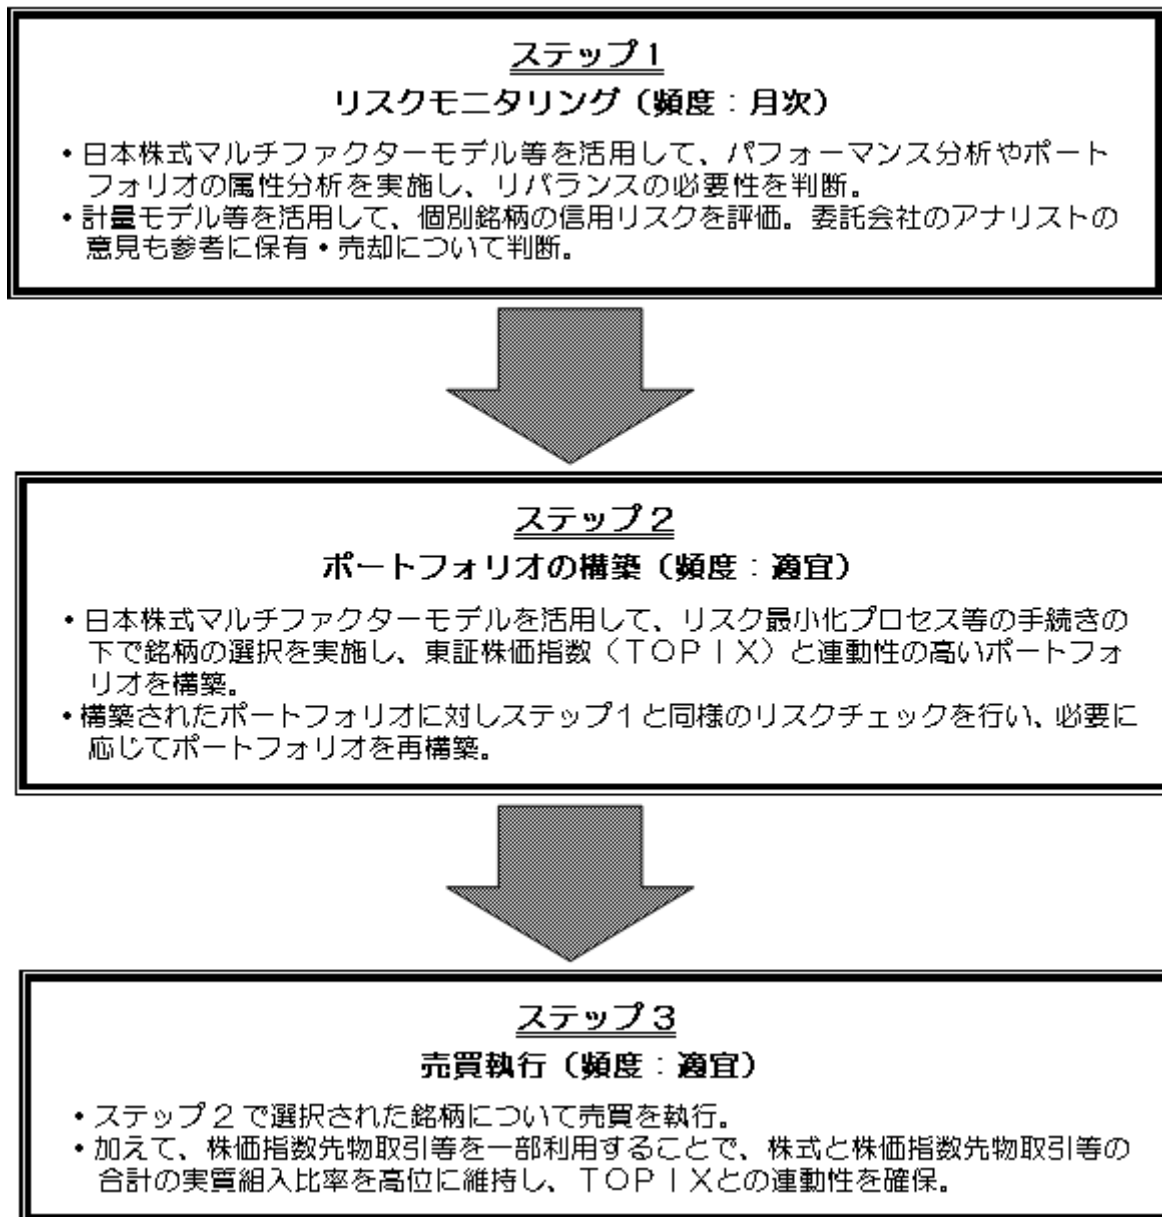 ステップ1
リスクモニタリング（頻度：月次）
・日本株式マルチファクターモデル等を活用して、パフォーマンス分析やポート
フォリオの属性分析を実施し、リバランスの必要性を判断。
・計量モデル等を活用して、個別銘柄の信用リスクを評価。委託会社のアナリストの
意見も参考に保有・売却について判断。
ステップ2
ポートフォリオの構築（頻度：適宜）
・日本株式マルチファクターモデルを活用して、リスク最小化プロセス等の手続きの
下で銘柄の選択を実施し、東証株価指数（ＴＯＰＩＸ）と連動性の高いポートフォ
リオを構築。
・構築されたポートフォリオに対しステップ1と同様のリスクチェックを行い、必要に
応じてポートフォリオを再構築。
ステップ3
売買執行（頻度：適宜）
・ステップ2で選択された銘柄について売買を執行。
・加えて、株価指数先物取引等を一部利用することで、株式と株価指数先物取引等の
合計の実質組入比率を高位に維持し、ＴＯＰＩＸとの連動性を確保。